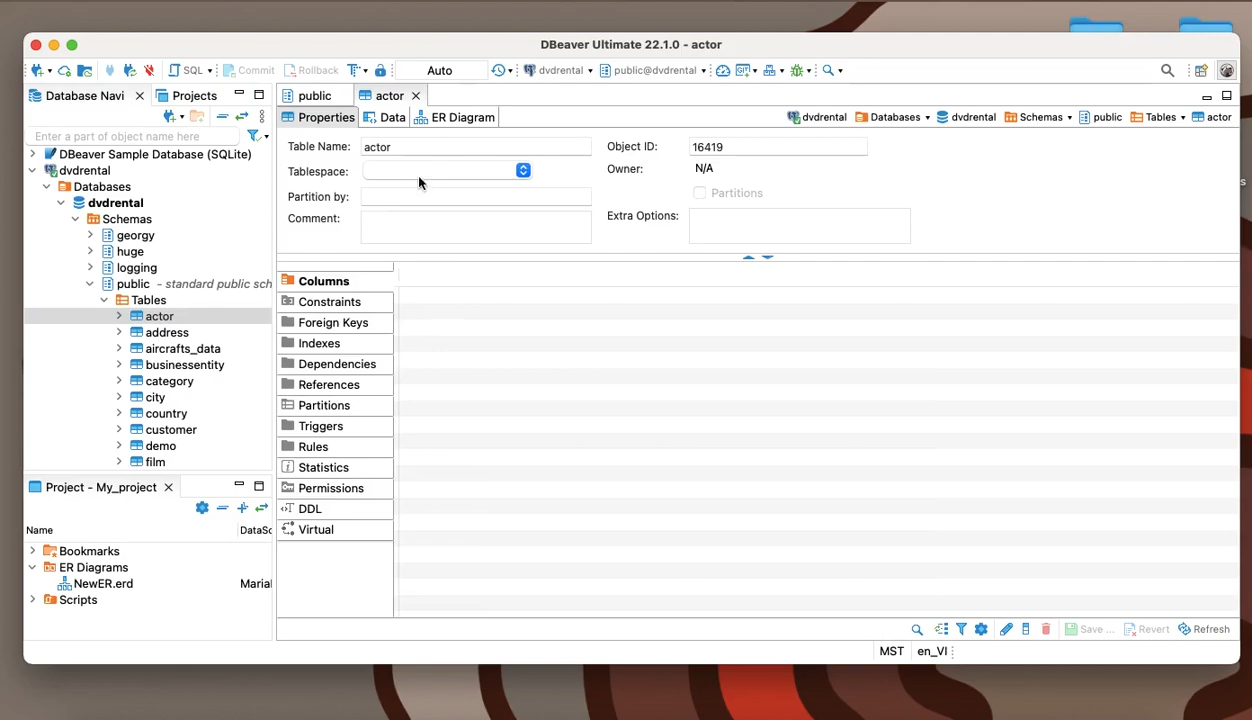 DBeaver Ultimate 22.1.0 - actor
SQL Commit Rollback T Auto dvdrental public@dvdrental
Database Navi Projects
public actor
Properties Data ER Diagram dvdrental Databases dvdrental Schemas public Tables actor
Enter a part of object name here
DBeaver Sample Database (SQLite)
dvdrental
Databases
dvdrental
Schemas
georgy
huge
logging
public - standard public sch
Tables
actor
address
aircrafts_data
businessentity
category
city
country
customer
demo
film
Project - My_project
Name DataSc
Bookmarks
ER Diagrams
NewER.erd Maria
Scripts
Table Name: actor Object ID: 16419
Tablespace: Owner: N/A
Partition by: Partitions
Comment: Extra Options:
Columns
Constraints
Foreign Keys
Indexes
Dependencies
References
Partitions
Triggers
Rules
Statistics
Permissions
DDL
Virtual
Save ... Revert Refresh
MST en_VI